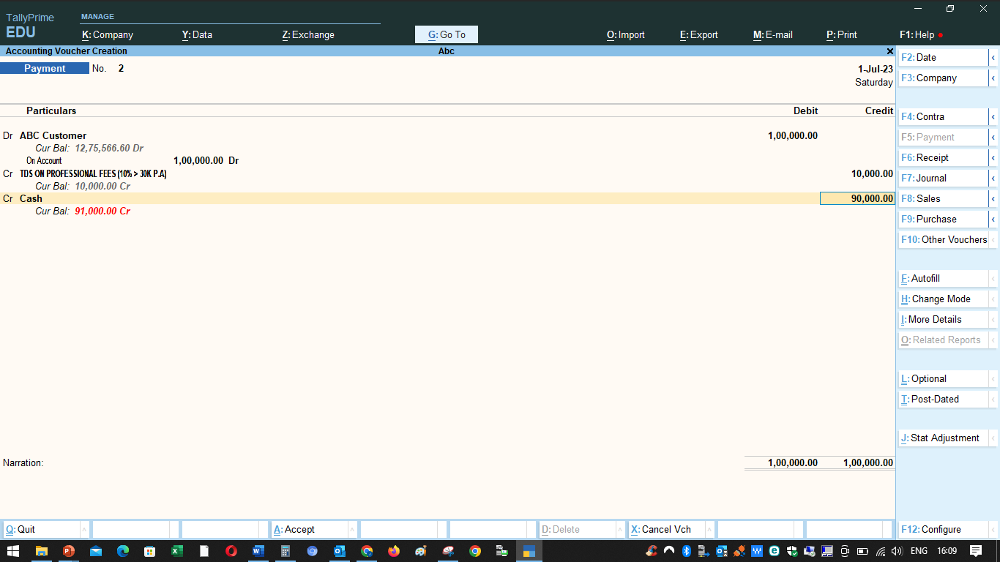 TallyPrime
EDU
MANAGE
K: Company Y: Data Z: Exchange G: Go To O: Import E: Export M: E-mail P: Print F1: Help
Accounting Voucher Creation Abc
Payment No. 2 1-Jul-23
Saturday
Particulars Debit Credit
Dr ABC Customer 1,00,000.00
Cur Bal: 12,75,566.60 Dr
On Account 1,00,000.00 Dr
Cr TDS ON PROFESSIONAL FEES (10% > 30K P.A) 10,000.00
Cur Bal: 10,000.00 Cr
Cr Cash 90,000.00
Cur Bal: 91,000.00 Cr
Narration: 1,00,000.00 1,00,000.00
F2: Date
F3: Company
F4: Contra
F5: Payment
F6: Receipt
F7: Journal
F8: Sales
F9: Purchase
F10: Other Vouchers
F: Autofill
H: Change Mode
I: More Details
O: Related Reports
L: Optional
T: Post-Dated
J: Stat Adjustment
Q: Quit A: Accept D: Delete X: Cancel Vch F12: Configure
ENG 16:09